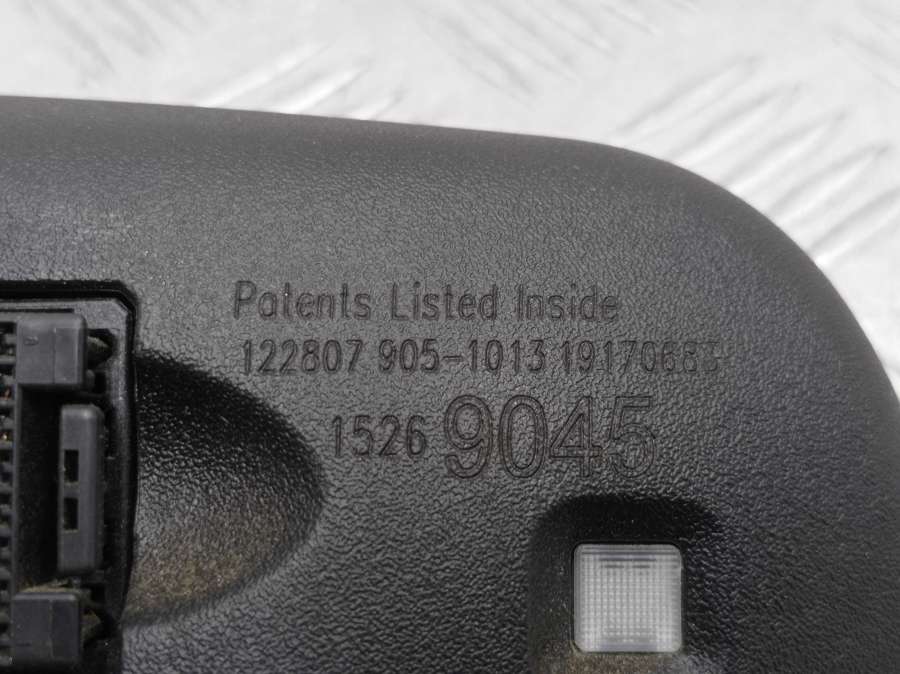 Patents Listed Inside
122807 905-1013
1526 9045